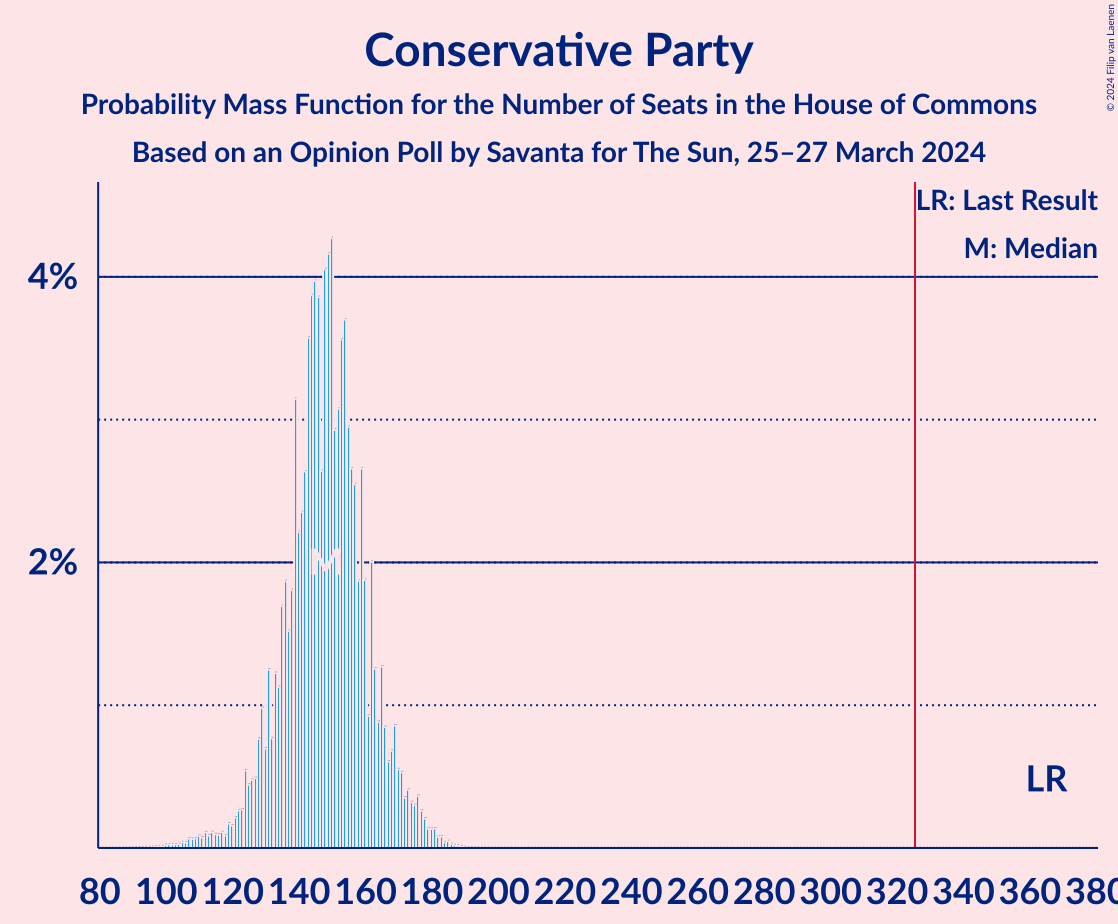 Conservative Party
Probability Mass Function for the Number of Seats in the House of Commons
Based on an Opinion Poll by Savanta for The Sun, 25–27 March 2024
© 2024 Filip van Laenen
LR: Last Result
M: Median
4%
2%
M
LR
80 100 120 140 160 180 200 220 240 260 280 300 320 340 360 380